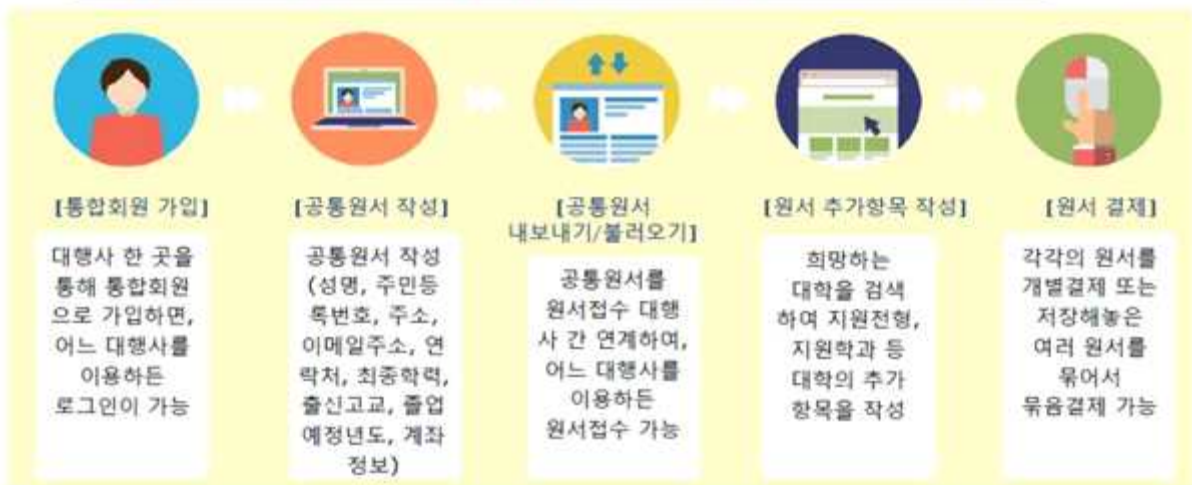 [통합회원 가입]
대행사 한 곳을
통해 통합회원
으로 가입하면,
어느 대행사를
이용하든
로그인이 가능
[공통원서 작성]
공통원서 작성
(성명, 주민등
록번호, 주소,
이메일주소, 연
락처, 최종학력,
출신고교, 졸업
예정년도, 계좌
정보)
[공통원서
내보내기/불러오기]
공통원서를
원서접수 대행
사 간 연계하여,
어느 대행사를
이용하든
원서접수 가능
[원서 추가항목 작성]
희망하는
대학을 검색
하여 지원전형,
지원학과 등
대학의 추가
항목을 작성
[원서 결제]
각각의 원서를
개별결제 또는
저장해놓은
여러 원서를
묶어서
묶음결제 가능